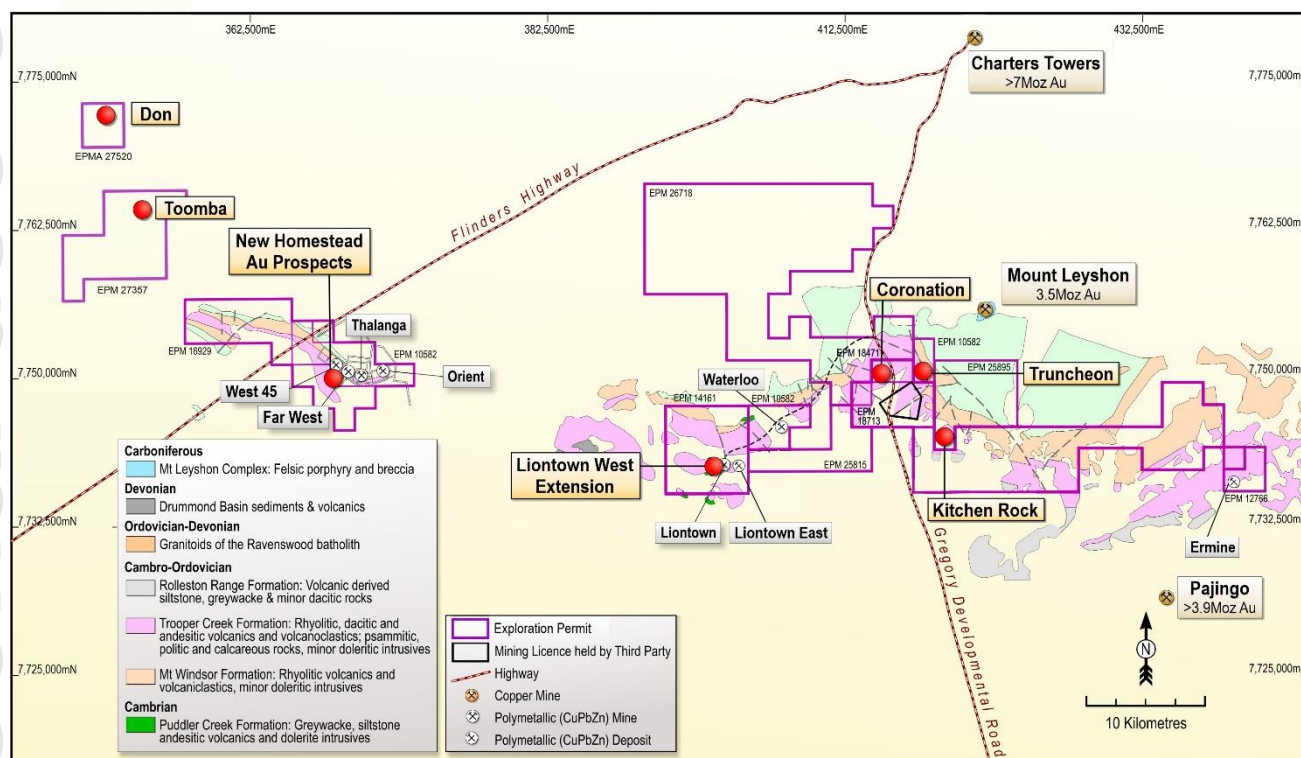 362,500mE
382,500mE
412,500mE
432,500mE
7,775,000mN
7,775,000mN
Charters Towers
>7Moz Au
Don
EPMA 27520
Flinders Highway
Toomba
EPM 27357
7,762,500mN
7,762,500mN
EPM 26718
New Homestead
Au Prospects
Coronation
Mount Leyshon
3.5Moz Au
Thalanga
EPM 16929
EPM 10582
Orient
West 45
Far West
7,750,000mN
7,750,000mN
EPM 18471
EPM 10582
EPM 25895
Truncheon
Waterloo
EPM 14161
EPM 10582
EPM
18713
EPM 25815
Liontown West
Extension
Liontown
Liontown East
Kitchen Rock
EPM 12766
Ermine
7,732,500mN
7,732,500mN
Gregory Developmental Road
Pajingo
>3.9Moz Au
7,725,000mN
7,725,000mN
N
10 Kilometres
Carboniferous
Mt Leyshon Complex: Felsic porphyry and breccia
Devonian
Drummond Basin sediments & volcanics
Ordovician-Devonian
Granitoids of the Ravenswood batholith
Cambro-Ordovician
Rolleston Range Formation: Volcanic derived
siltstone, greywacke & minor dacitic rocks
Trooper Creek Formation: Rhyolitic, dacitic and
andesitic volcanics and volcanoclastics; psammitic,
politic and calcareous rocks, minor doleritic intrusives
Mt Windsor Formation: Rhyolitic volcanics and
volcaniclastics, minor doleritic intrusives
Cambrian
Puddler Creek Formation: Greywacke, siltstone
andesitic volcanics and dolerite intrusives
Exploration Permit
Mining Licence held by Third Party
Highway
Copper Mine
Polymetallic (CuPbZn) Mine
Polymetallic (CuPbZn) Deposit